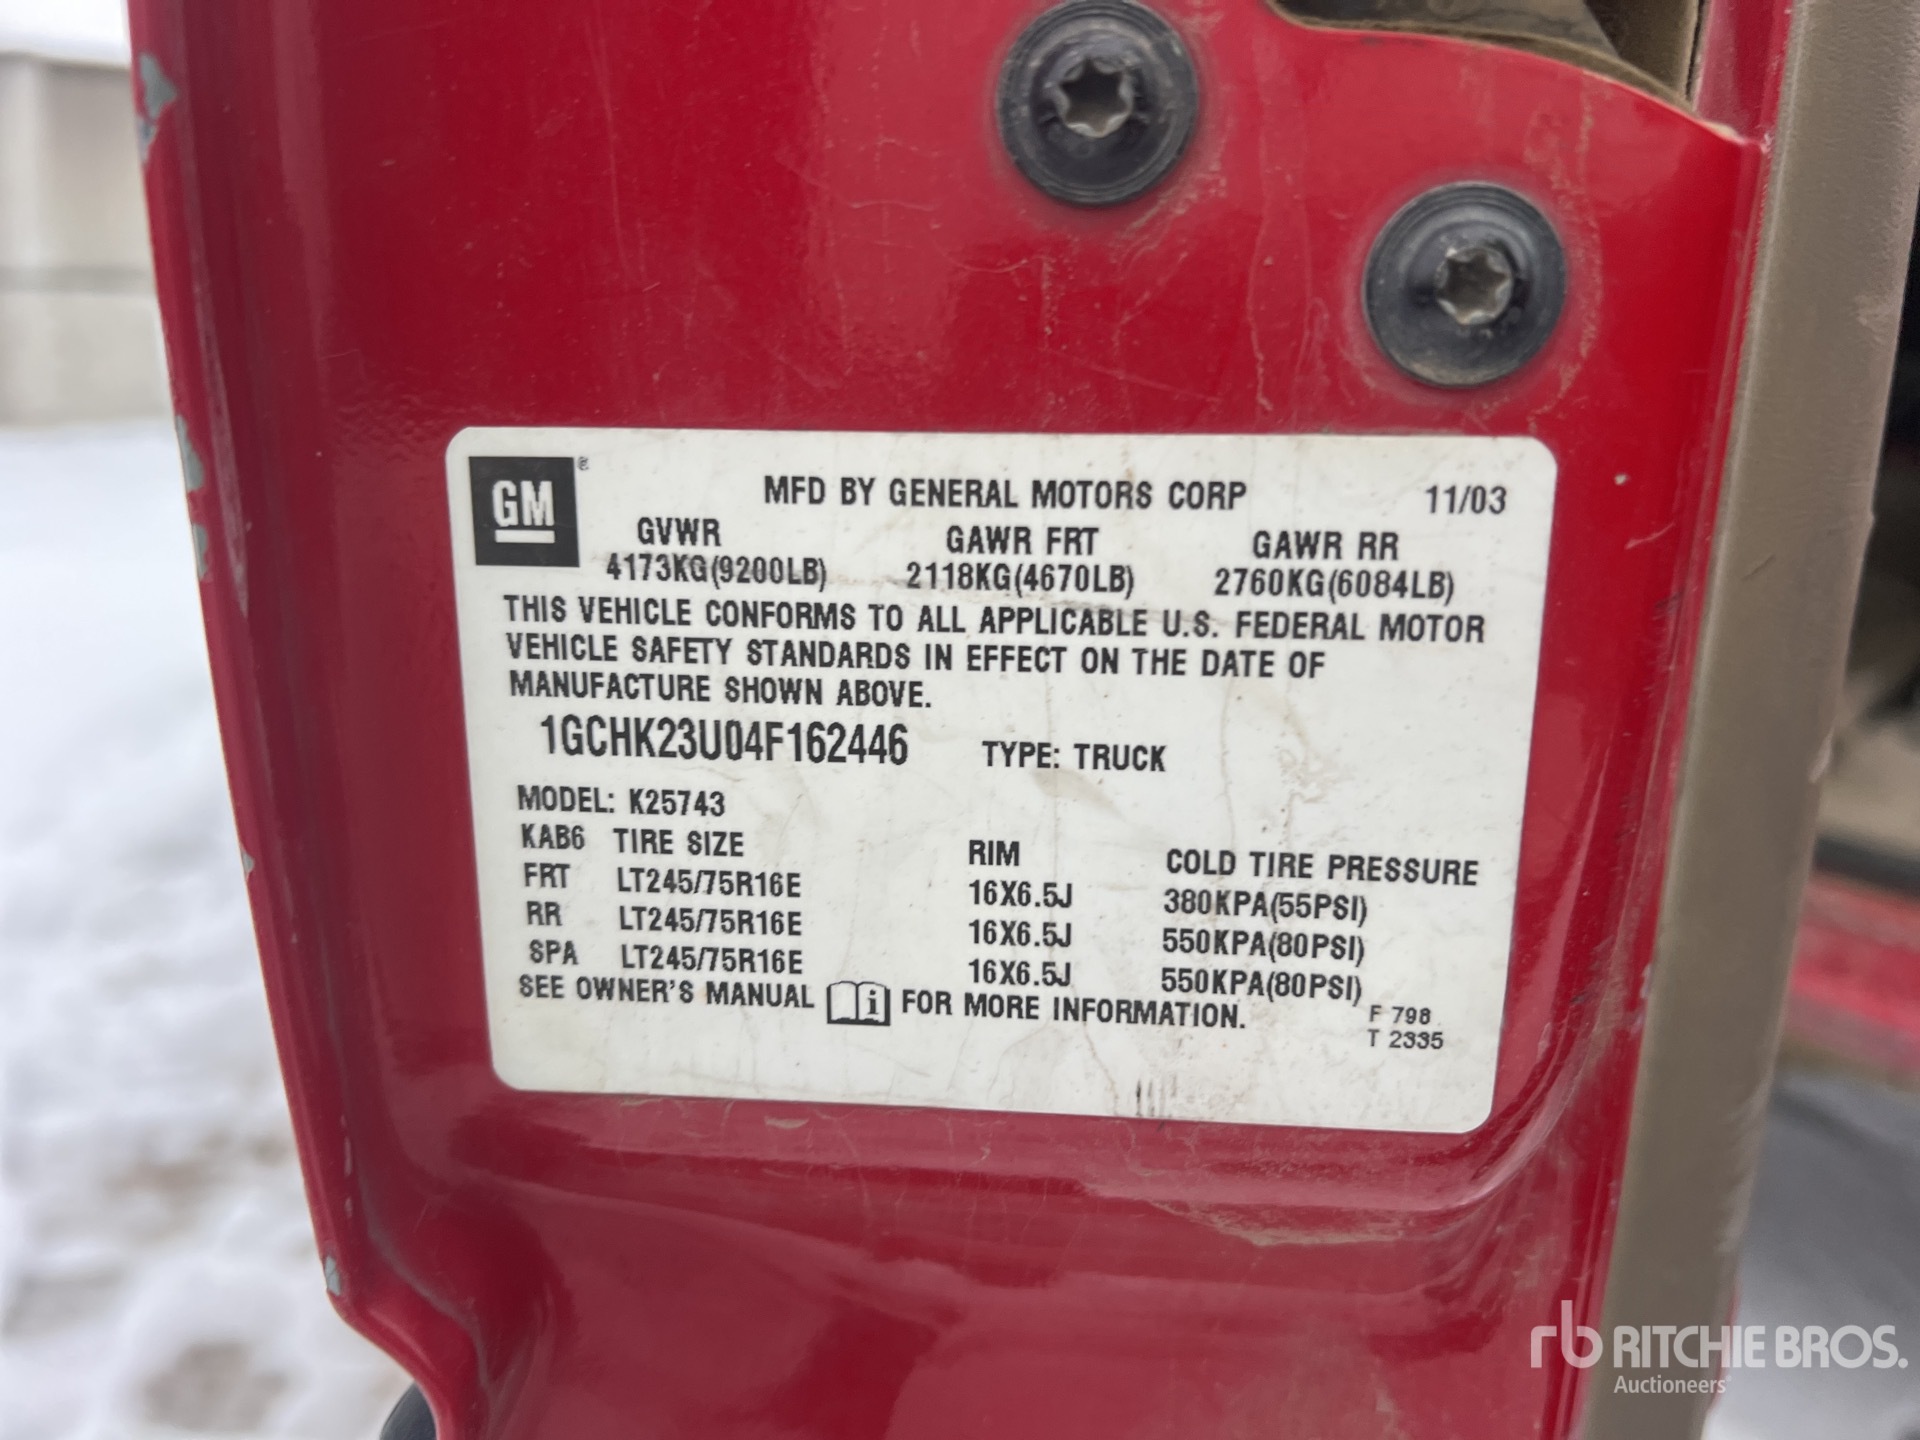 GM®
MFD BY GENERAL MOTORS CORP 11/03
GVWR GAWR FRT GAWR RR
4173KG(9200LB) 2118KG(4670LB) 2760KG(6084LB)
THIS VEHICLE CONFORMS TO ALL APPLICABLE U.S. FEDERAL MOTOR
VEHICLE SAFETY STANDARDS IN EFFECT ON THE DATE OF
MANUFACTURE SHOWN ABOVE.
1GCHK23U04F162446 TYPE: TRUCK
MODEL: K25743
KAB6 TIRE SIZE RIM COLD TIRE PRESSURE
FRT LT245/75R16E 16X6.5J 380KPA(55PSI)
RR LT245/75R16E 16X6.5J 550KPA(80PSI)
SPA LT245/75R16E 16X6.5J 550KPA(80PSI)
SEE OWNER'S MANUAL i FOR MORE INFORMATION.
F 798
T 2335
rb RITCHIE BROS.
Auctioneers